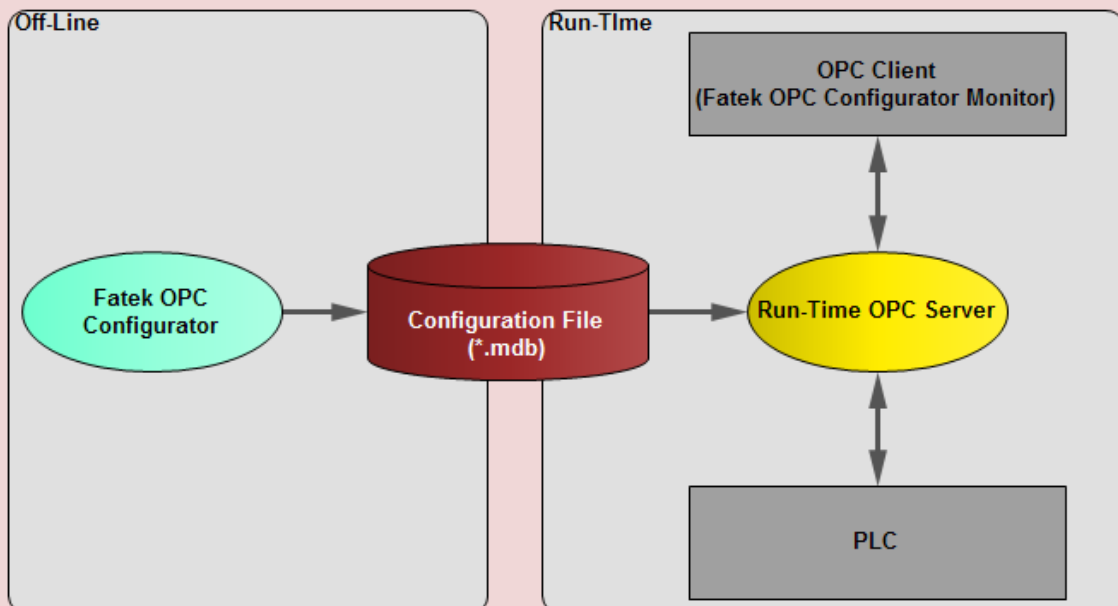 Off-Line
Run-TIme
OPC Client
(Fatek OPC Configurator Monitor)
Fatek OPC
Configurator
Configuration File
(*.mdb)
Run-Time OPC Server
PLC